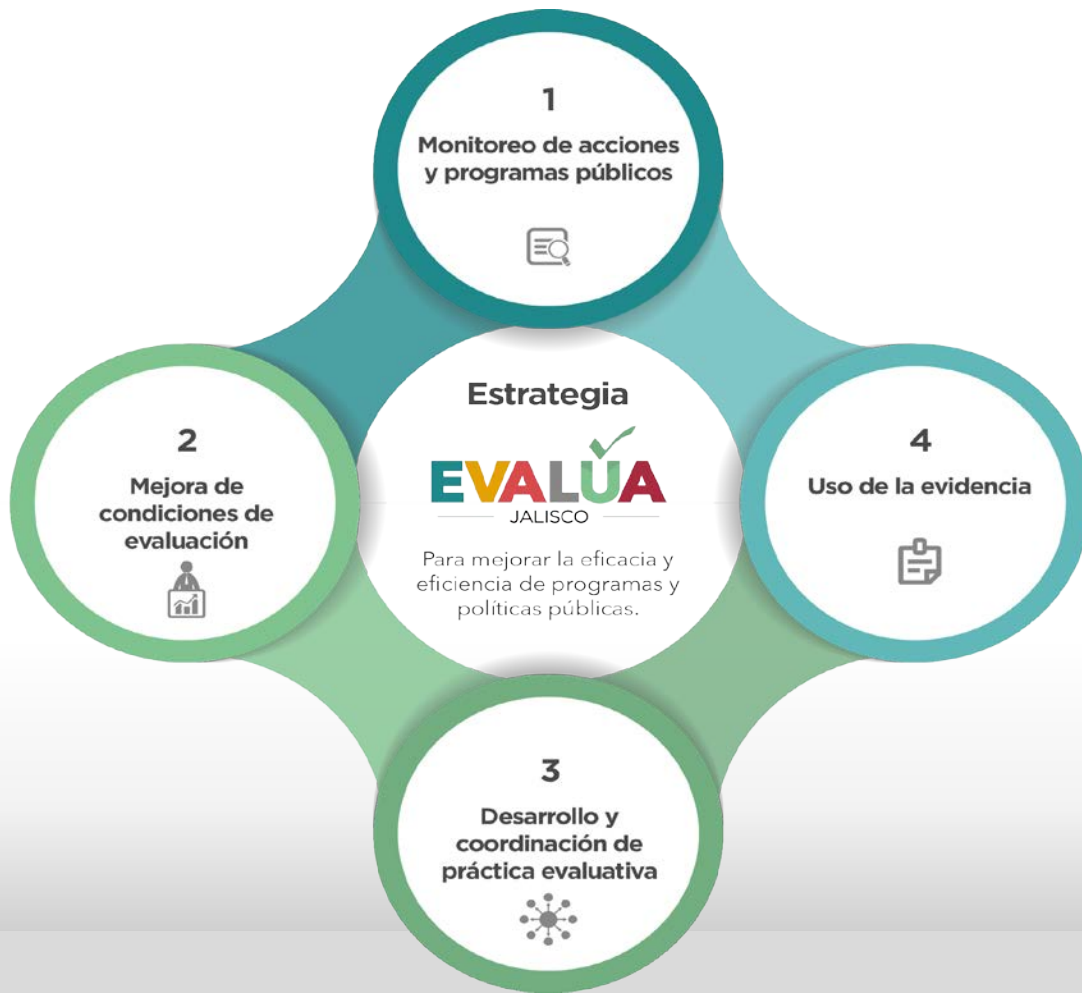 1
Monitoreo de acciones
y programas públicos
Estrategia
EVALÚA
JALISCO
Para mejorar la eficacia y
eficiencia de programas y
políticas públicas.
2
Mejora de
condiciones de
evaluación
4
Uso de la evidencia
3
Desarrollo y
coordinación de
práctica evaluativa